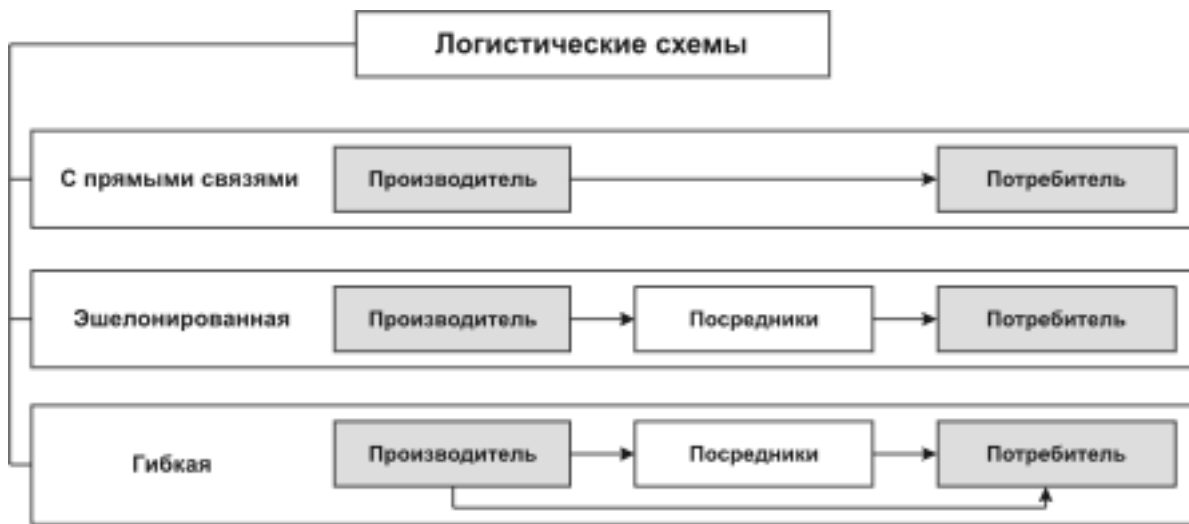 Логистические схемы
С прямыми связями Производитель Потребитель
Эшелонированная Производитель Посредники Потребитель
Гибкая Производитель Посредники Потребитель